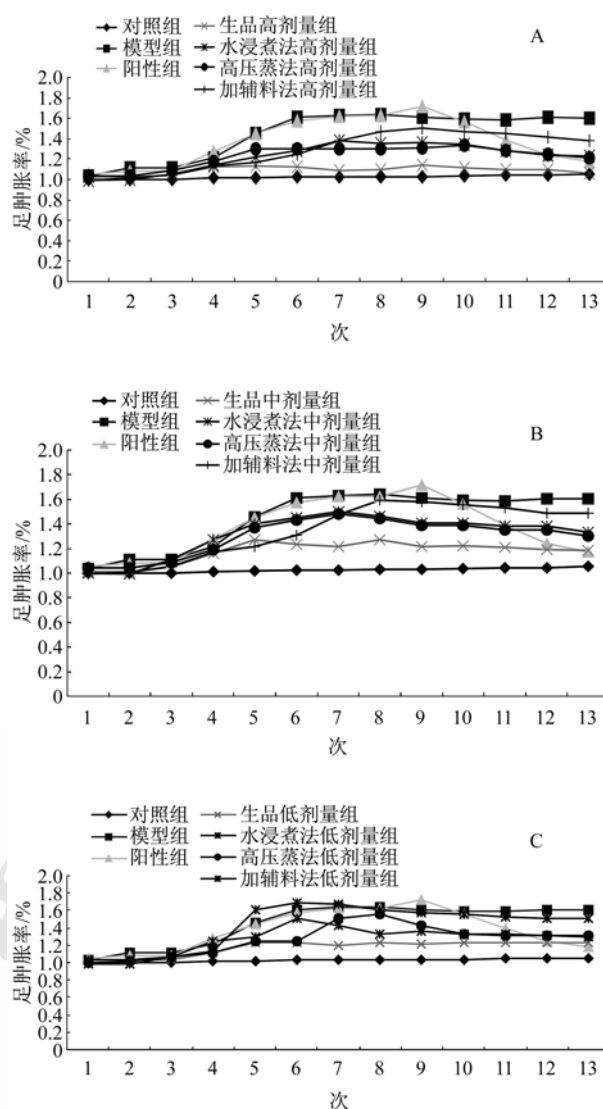 对照组 生品高剂量组 A
模型组 水浸煮法高剂量组
阳性组 高压蒸法高剂量组
加辅料法高剂量组
足肿胀率/%
2.0
1.8
1.6
1.4
1.2
1.0
0.8
0.6
0.4
0.2
0
1 2 3 4 5 6 7 8 9 10 11 12 13
次
对照组 生品中剂量组 B
模型组 水浸煮法中剂量组
阳性组 高压蒸法中剂量组
加辅料法中剂量组
足肿胀率/%
2.0
1.8
1.6
1.4
1.2
1.0
0.8
0.6
0.4
0.2
0
1 2 3 4 5 6 7 8 9 10 11 12 13
次
对照组 生品低剂量组 C
模型组 水浸煮法低剂量组
阳性组 高压蒸法低剂量组
加辅料法低剂量组
足肿胀率/%
2.0
1.8
1.6
1.4
1.2
1.0
0.8
0.6
0.4
0.2
0
1 2 3 4 5 6 7 8 9 10 11 12 13
次